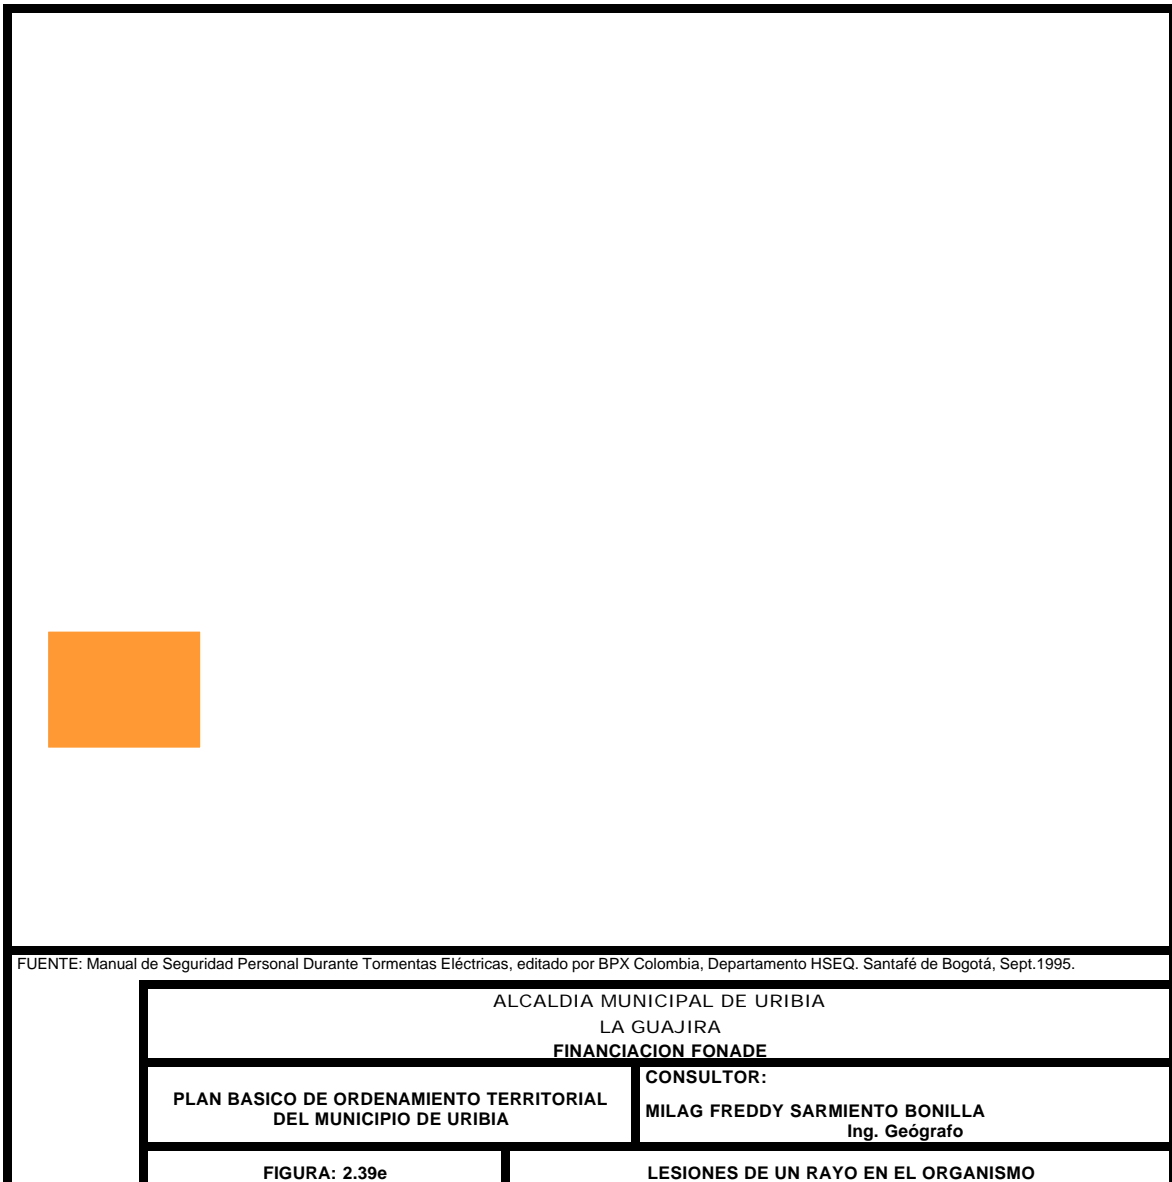 FUENTE: Manual de Seguridad Personal Durante Tormentas Eléctricas, editado por BPX Colombia, Departamento HSEQ. Santafé de Bogotá, Sept.1995.
ALCALDIA MUNICIPAL DE URIBIA
LA GUAJIRA
FINANCIACION FONADE
PLAN BASICO DE ORDENAMIENTO TERRITORIAL
DEL MUNICIPIO DE URIBIA
CONSULTOR:
MILAG FREDDY SARMIENTO BONILLA
Ing. Geógrafo
FIGURA: 2.39e
LESIONES DE UN RAYO EN EL ORGANISMO